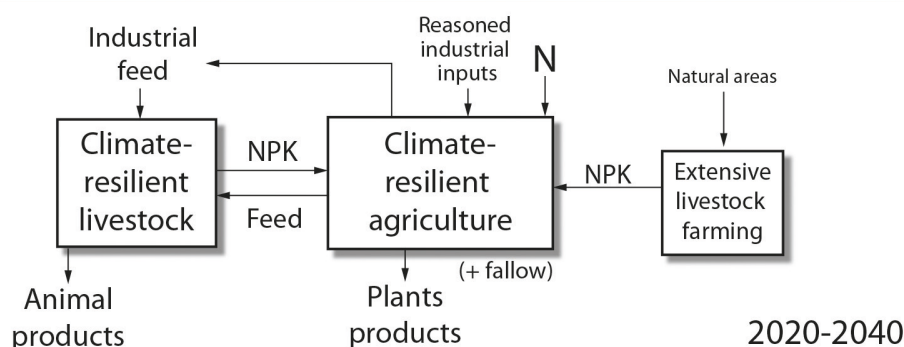 Industrial
feed
Reasoned
industrial
inputs
N
Natural areas
Climate-
resilient
livestock
NPK
Feed
Climate-
resilient
agriculture
NPK
Extensive
livestock
farming
(+ fallow)
Animal
products
Plants
products
2020-2040